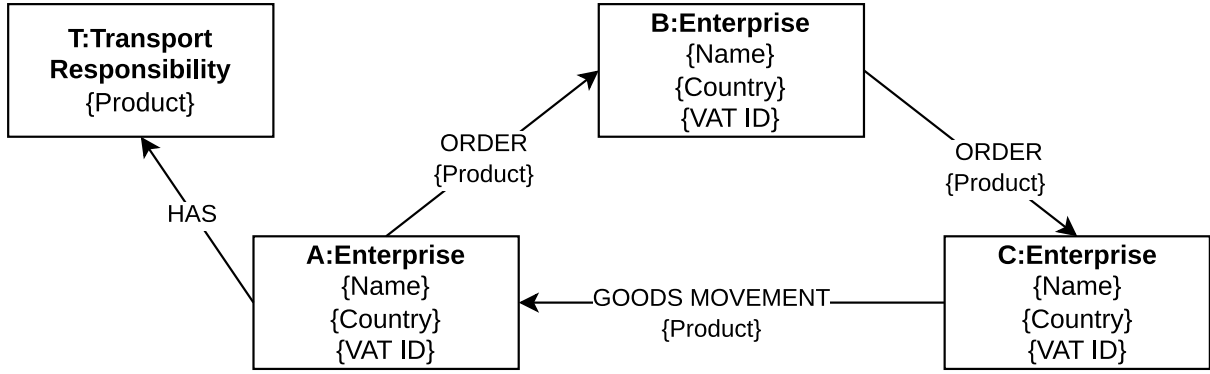 T:Transport
Responsibility
{Product}
B:Enterprise
{Name}
{Country}
{VAT ID}
ORDER
{Product}
ORDER
{Product}
HAS
A:Enterprise
{Name}
{Country}
{VAT ID}
GOODS MOVEMENT
{Product}
C:Enterprise
{Name}
{Country}
{VAT ID}